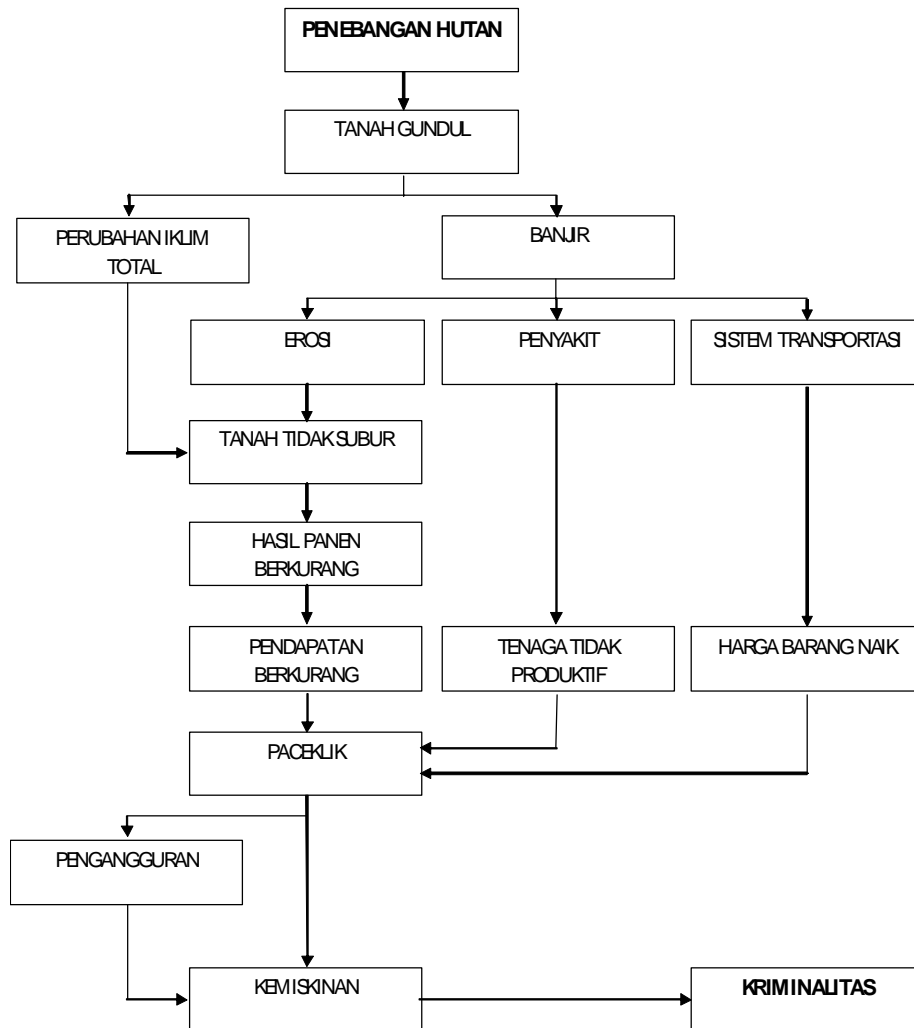 PENEBANGAN HUTAN
TANAH GUNDUL
PERUBAHAN IKLIM
TOTAL
BANJIR
EROSI
PENYAKIT
SISTEM TRANSPORTASI
TANAH TIDAK SUBUR
HASIL PANEN
BERKURANG
PENDAPATAN
BERKURANG
TENAGA TIDAK
PRODUKTIF
HARGA BARANG NAIK
PACEKLIK
PENGANGGURAN
KEMISKINAN
KRIMINALITAS